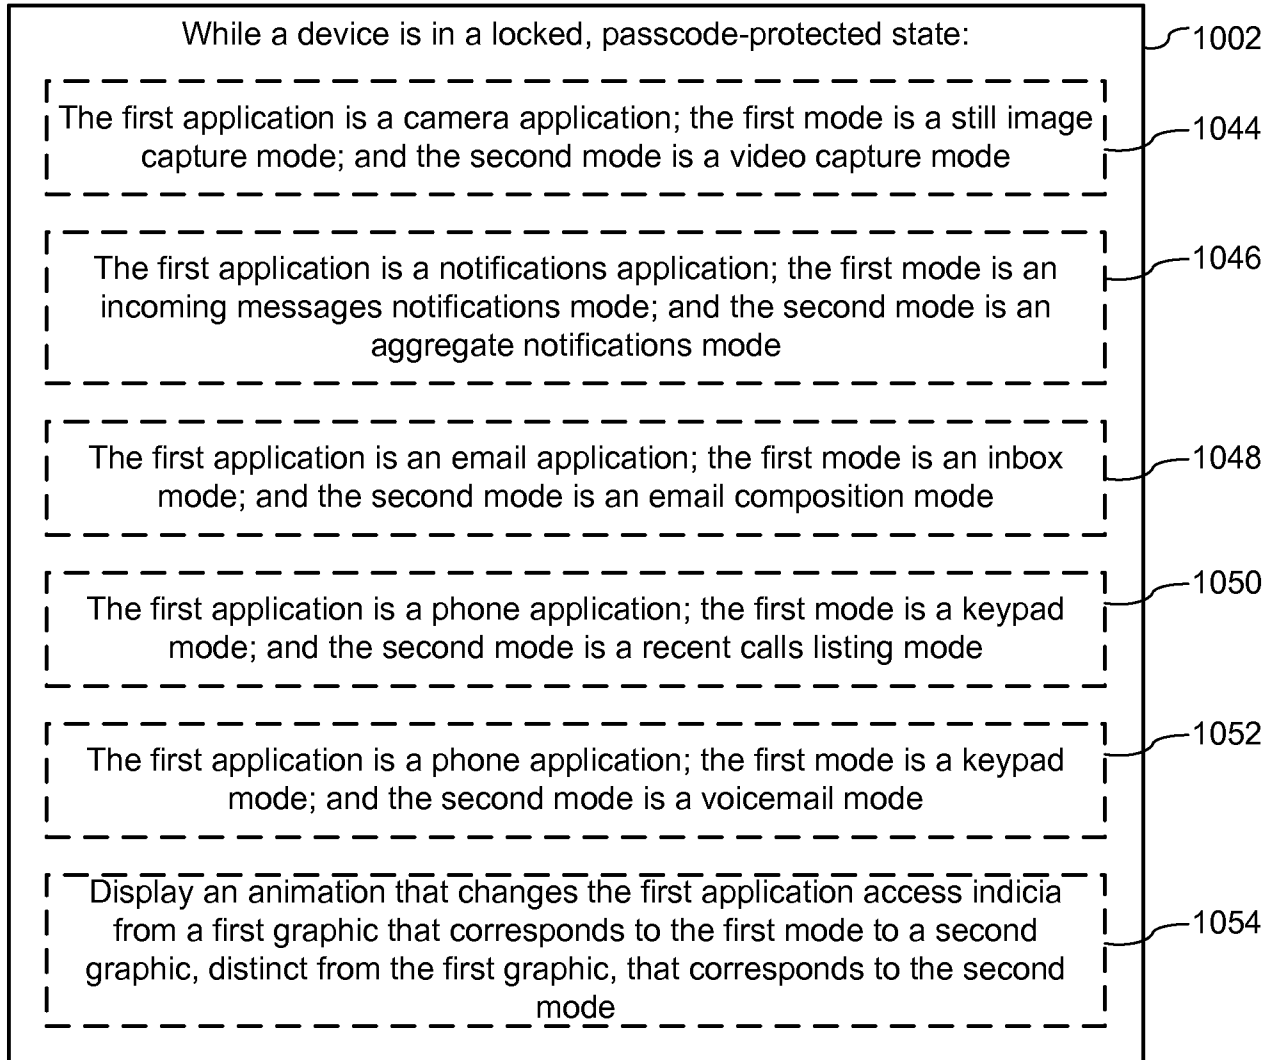 While a device is in a locked, passcode-protected state:
1002
The first application is a camera application; the first mode is a still image
capture mode; and the second mode is a video capture mode
1044
The first application is a notifications application; the first mode is an
incoming messages notifications mode; and the second mode is an
aggregate notifications mode
1046
The first application is an email application; the first mode is an inbox
mode; and the second mode is an email composition mode
1048
The first application is a phone application; the first mode is a keypad
mode; and the second mode is a recent calls listing mode
1050
The first application is a phone application; the first mode is a keypad
mode; and the second mode is a voicemail mode
1052
Display an animation that changes the first application access indicia
from a first graphic that corresponds to the first mode to a second
graphic, distinct from the first graphic, that corresponds to the second
mode
1054